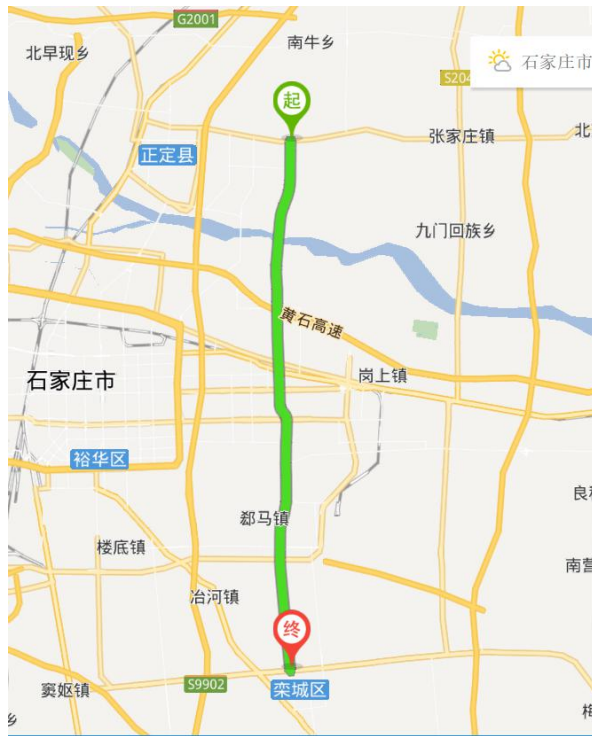 G2001
南牛乡
北早现乡
石家庄市
S204
起
张家庄镇
北
正定县
九门回族乡
黄石高速
岗上镇
石家庄市
裕华区
郄马镇
楼底镇
南营
冶河镇
终
S9902
栾城区
窦妪镇
乡